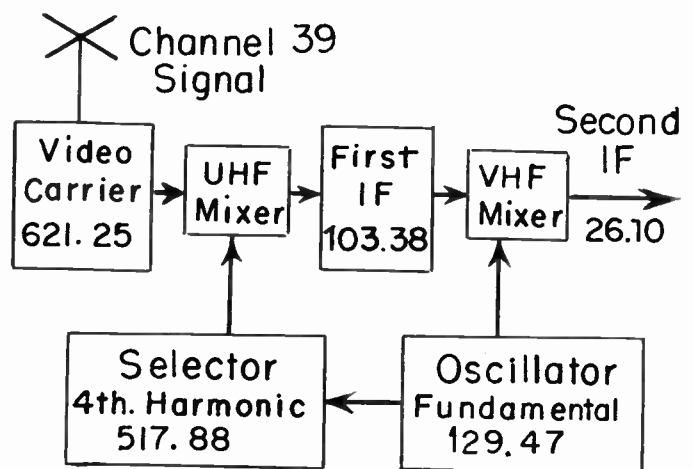 Channel 39
Signal
Video
Carrier
621.25
UHF
Mixer
First
IF
103.38
VHF
Mixer
Second
IF
26.10
Selector
4th. Harmonic
517.88
Oscillator
Fundamental
129.47